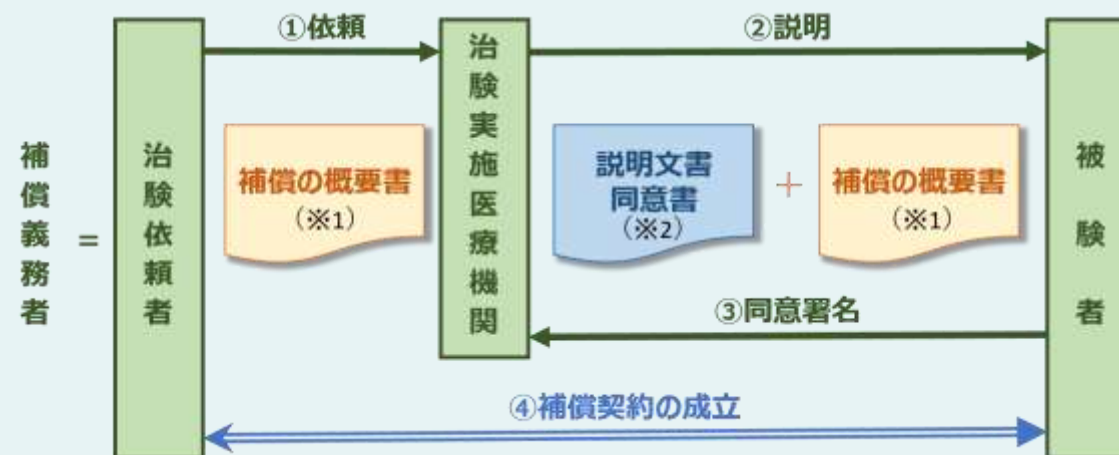 ①依頼
②説明
補償義務者
=
治験依頼者
補償の概要書
(※1)
治験実施医療機関
説明文書
同意書
(※2)
+
補償の概要書
(※1)
被験者
③同意署名
④補償契約の成立